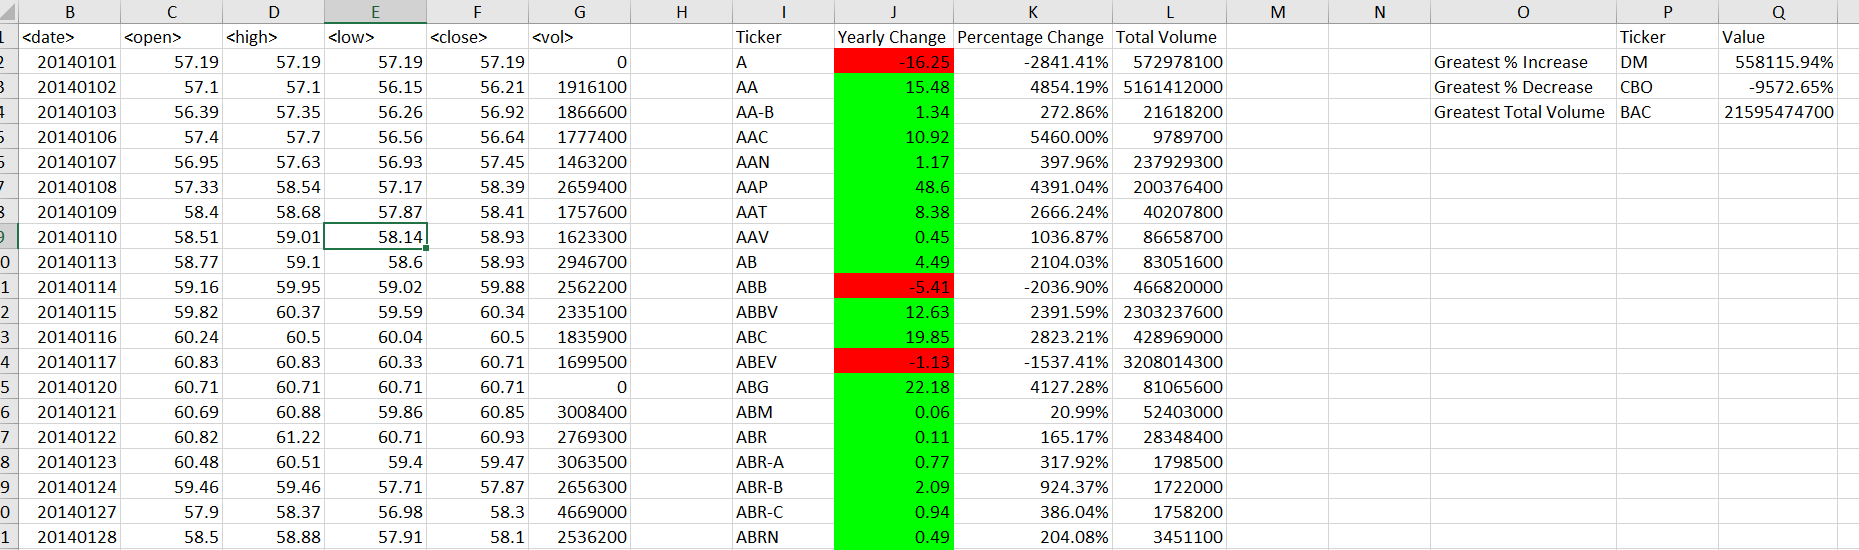 B C D E F G H I J K L M N O P Q
1 <date> <open> <high> <low> <close> <vol> Ticker Yearly Change Percentage Change Total Volume Ticker Value
2 20140101 57.19 57.19 57.19 57.19 0 A -16.25 -2841.41% 572978100 Greatest % Increase DM 558115.94%
3 20140102 57.1 57.1 56.15 56.21 1916100 AA 15.48 4854.19% 5161412000 Greatest % Decrease CBO -9572.65%
4 20140103 56.39 57.35 56.26 56.92 1866600 AA-B 1.34 272.86% 21618200 Greatest Total Volume BAC 21595474700
5 20140106 57.4 57.7 56.56 56.64 1777400 AAC 10.92 5460.00% 9789700
6 20140107 56.95 57.63 56.93 57.45 1463200 AAN 1.17 397.96% 237929300
7 20140108 57.33 58.54 57.17 58.39 2659400 AAP 48.6 4391.04% 200376400
8 20140109 58.4 58.68 57.87 58.41 1757600 AAT 8.38 2666.24% 40207800
9 20140110 58.51 59.01 58.14 58.93 1623300 AAV 0.45 1036.87% 86658700
0 20140113 58.77 59.1 58.6 58.93 2946700 AB 4.49 2104.03% 83051600
1 20140114 59.16 59.95 59.02 59.88 2562200 ABB -5.41 -2036.90% 466820000
2 20140115 59.82 60.37 59.59 60.34 2335100 ABBV 12.63 2391.59% 2303237600
3 20140116 60.24 60.5 60.04 60.5 1835900 ABC 19.85 2823.21% 428969000
4 20140117 60.83 60.83 60.33 60.71 1699500 ABEV -1.13 -1537.41% 3208014300
5 20140120 60.71 60.71 60.71 60.71 0 ABG 22.18 4127.28% 81065600
6 20140121 60.69 60.88 59.86 60.85 3008400 ABM 0.06 20.99% 52403000
7 20140122 60.82 61.22 60.71 60.93 2769300 ABR 0.11 165.17% 28348400
8 20140123 60.48 60.51 59.4 59.47 3063500 ABR-A 0.77 317.92% 1798500
9 20140124 59.46 59.46 57.71 57.87 2656300 ABR-B 2.09 924.37% 1722000
0 20140127 57.9 58.37 56.98 58.3 4669000 ABR-C 0.94 386.04% 1758200
1 20140128 58.5 58.88 57.91 58.1 2536200 ABRN 0.49 204.08% 3451100